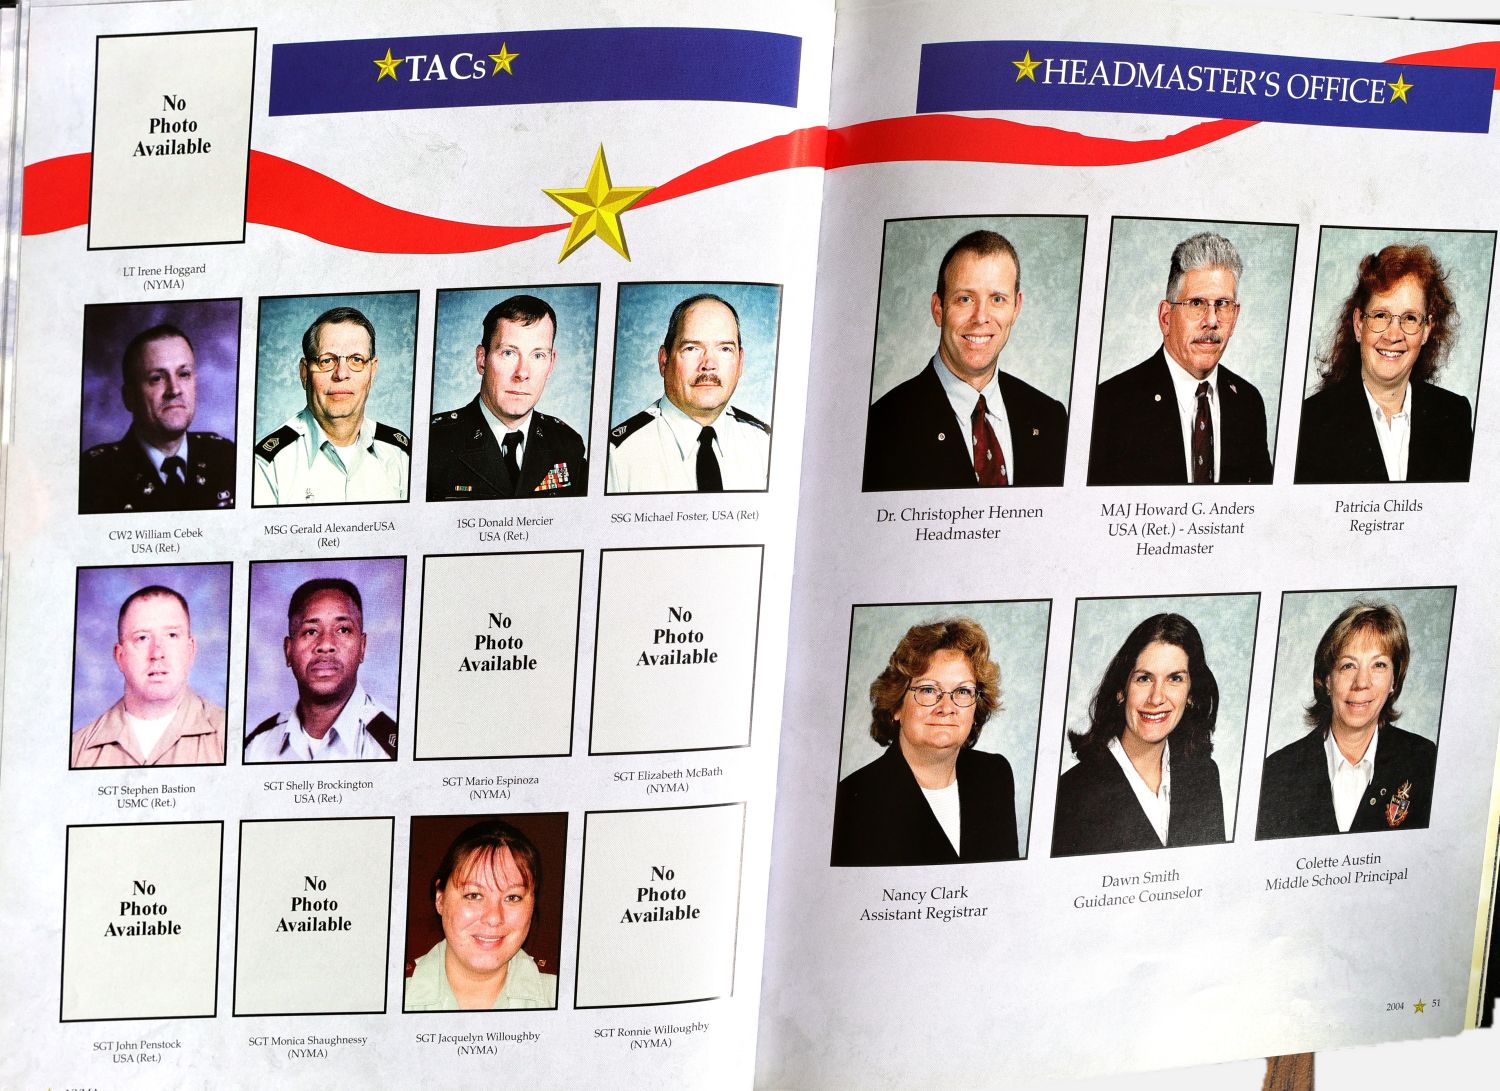 TACs
No
Photo
Available
LT Irene Hoggard
(NYMA)
CW2 William Cebek
USA (Ret.)
MSG Gerald AlexanderUSA
(Ret)
1SG Donald Mercier
USA (Ret.)
SSG Michael Foster, USA (Ret)
SGT Stephen Bastion
USMC (Ret.)
SGT Shelly Brockington
USA (Ret.)
No
Photo
Available
SGT Mario Espinoza
(NYMA)
No
Photo
Available
SGT Elizabeth McBath
(NYMA)
No
Photo
Available
SGT John Penstock
USA (Ret.)
No
Photo
Available
SGT Monica Shaughnessy
(NYMA)
SGT Jacquelyn Willoughby
(NYMA)
No
Photo
Available
SGT Ronnie Willoughby
(NYMA)
HEADMASTER'S OFFICE
Dr. Christopher Hennen
Headmaster
MAJ Howard G. Anders
USA (Ret.) - Assistant
Headmaster
Patricia Childs
Registrar
Nancy Clark
Assistant Registrar
Dawn Smith
Guidance Counselor
Colette Austin
Middle School Principal
2004 51